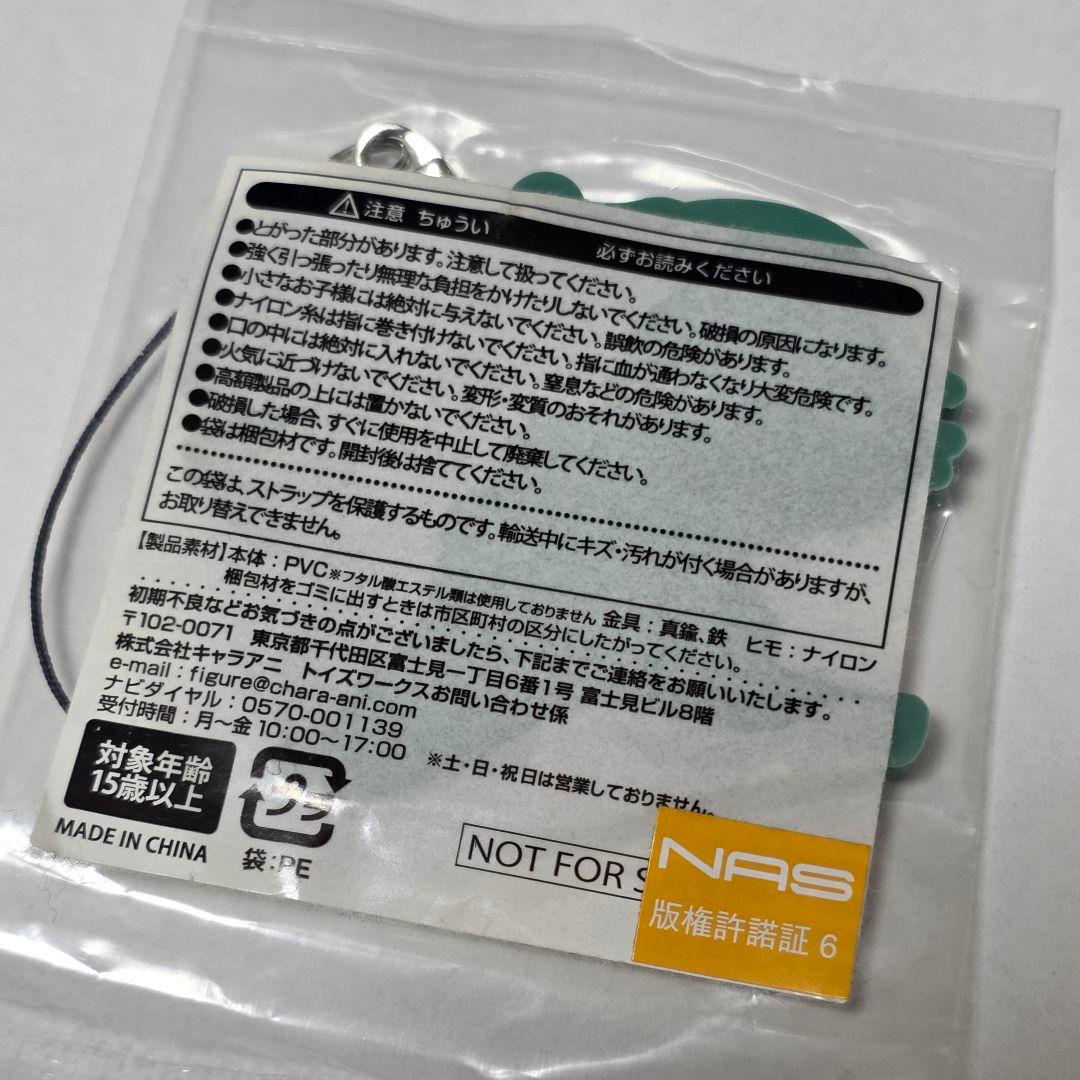 ⚠注意 ちゅうい 必ずお読みください
●とがった部分があります。注意して扱ってください。
●強く引っ張ったり無理な負担をかけたりしないでください。破損の原因になります。
●小さなお子様には絶対に与えないでください。誤飲の危険があります。
●ナイロン糸は指に巻き付けないでください。指に血が通わなくなり大変危険です。
●口の中には絶対に入れないでください。窒息などの危険があります。
●火気に近づけないでください。変形・変質のおそれがあります。
●高額製品の上には置かないでください。
●破損した場合、すぐに使用を中止して廃棄してください。
●袋は梱包材です。開封後は捨ててください。
この袋は、ストラップを保護するものです。輸送中にキズ・汚れが付く場合がありますが、
お取り替えできません。
【製品素材】本体：PVC※フタル酸エステル類は使用しておりません 金具：真鍮、鉄 ヒモ：ナイロン
梱包材をゴミに出すときは市区町村の区分にしたがってください。
初期不良などお気づきの点がございましたら、下記までご連絡をお願いいたします。
〒102-0071 東京都千代田区富士見一丁目6番1号 富士見ビル8階
株式会社キャラアニ トイズワークスお問い合わせ係
e-mail：figure@chara-ani.com
ナビダイヤル：0570-001139
受付時間：月～金 10:00～17:00 ※土・日・祝日は営業しておりません。
対象年齢
15歳以上
MADE IN CHINA
プラ
袋：PE
NOT FOR S
NAS
版権許諾証 6